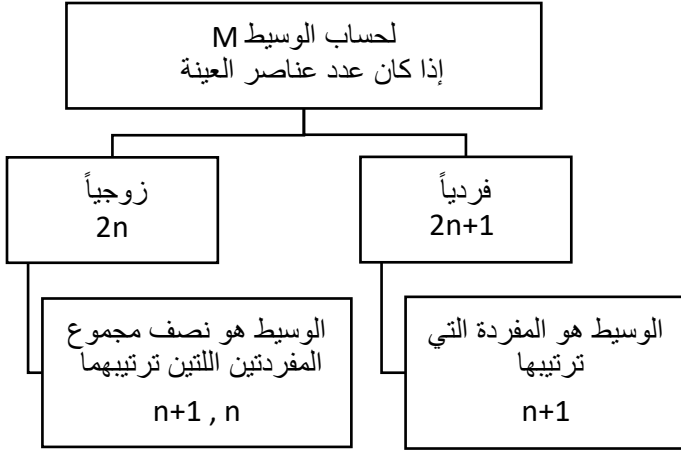 لحساب الوسيط M
إذا كان عدد عناصر العينة
فردياً
2n+1
زوجياً
2n
الوسيط هو المفردة التي
ترتيبها
n+1
الوسيط هو نصف مجموع
المفردتين اللتين ترتيبهما
n+1 , n